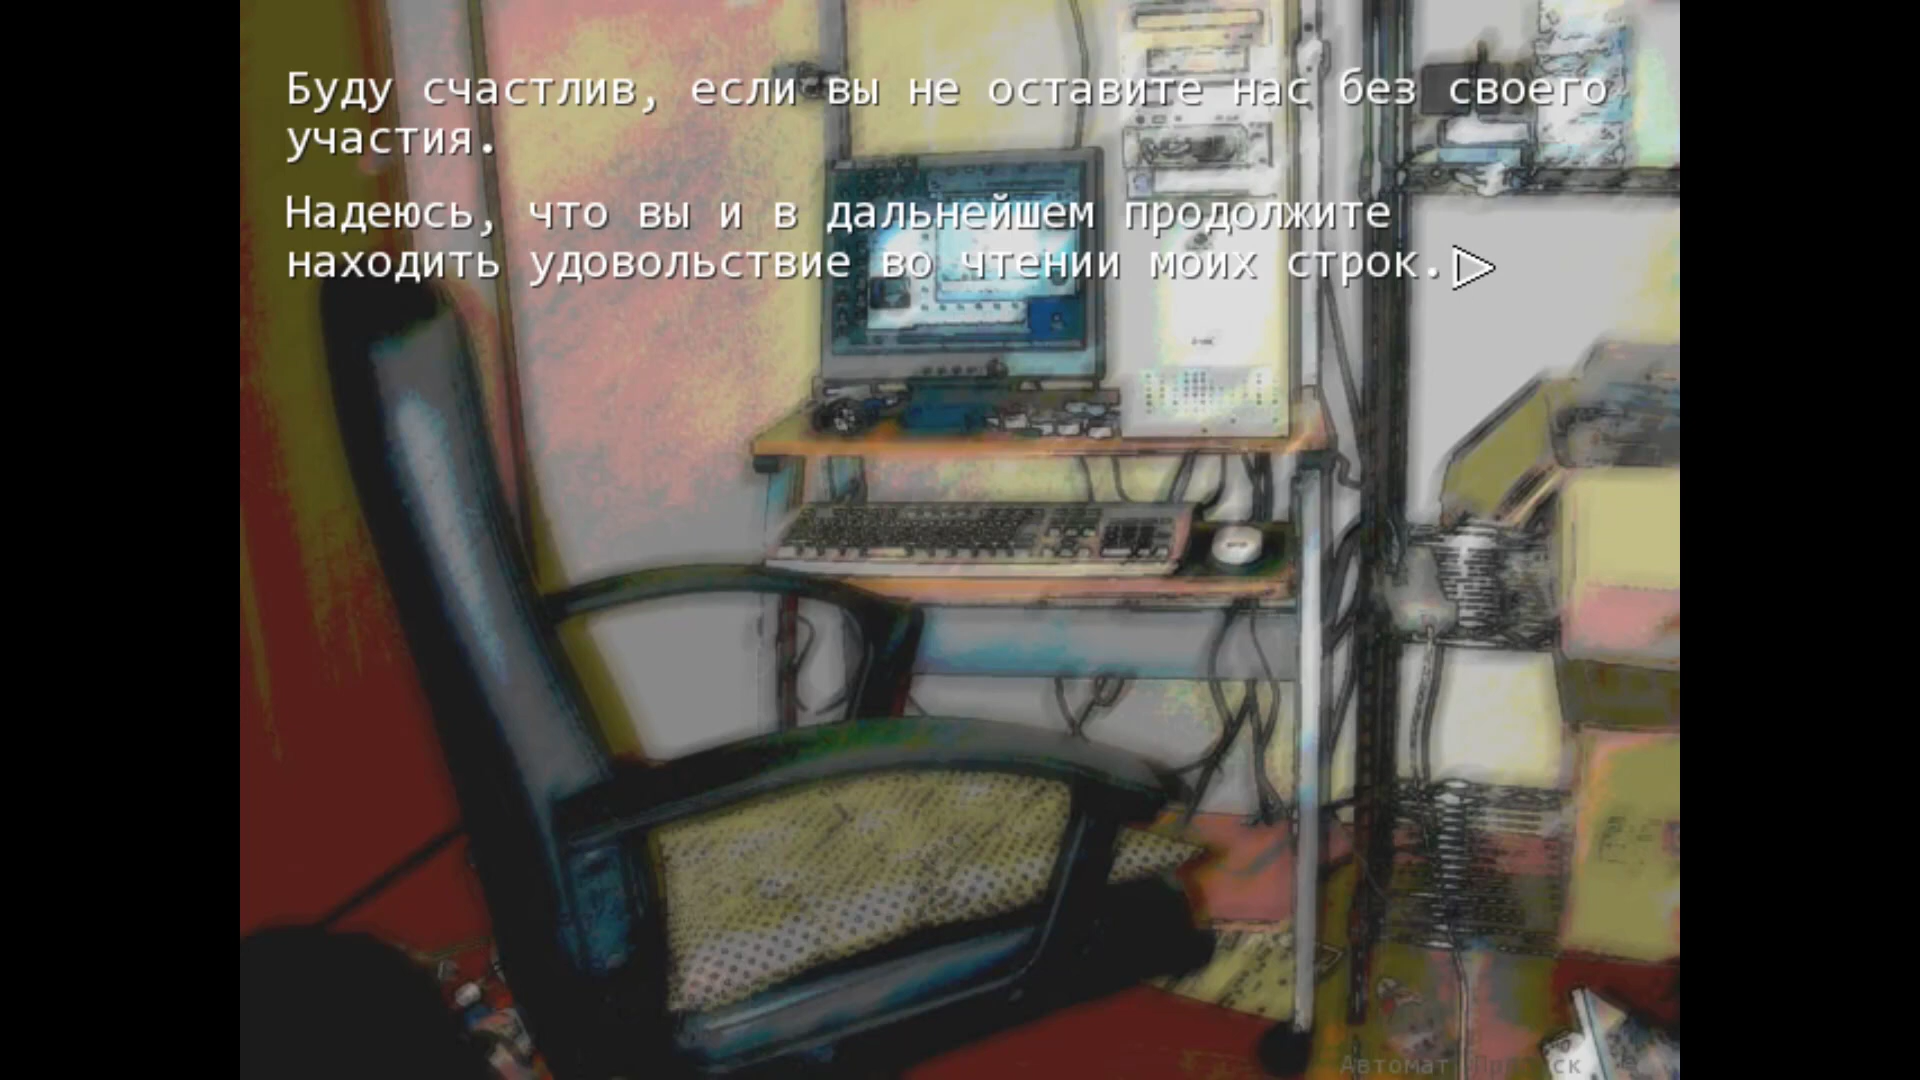 Буду счастлив, если вы не оставите нас без своего
участия.
Надеюсь, что вы и в дальнейшем продолжите
находить удовольствие во чтении моих строк.
Автомат